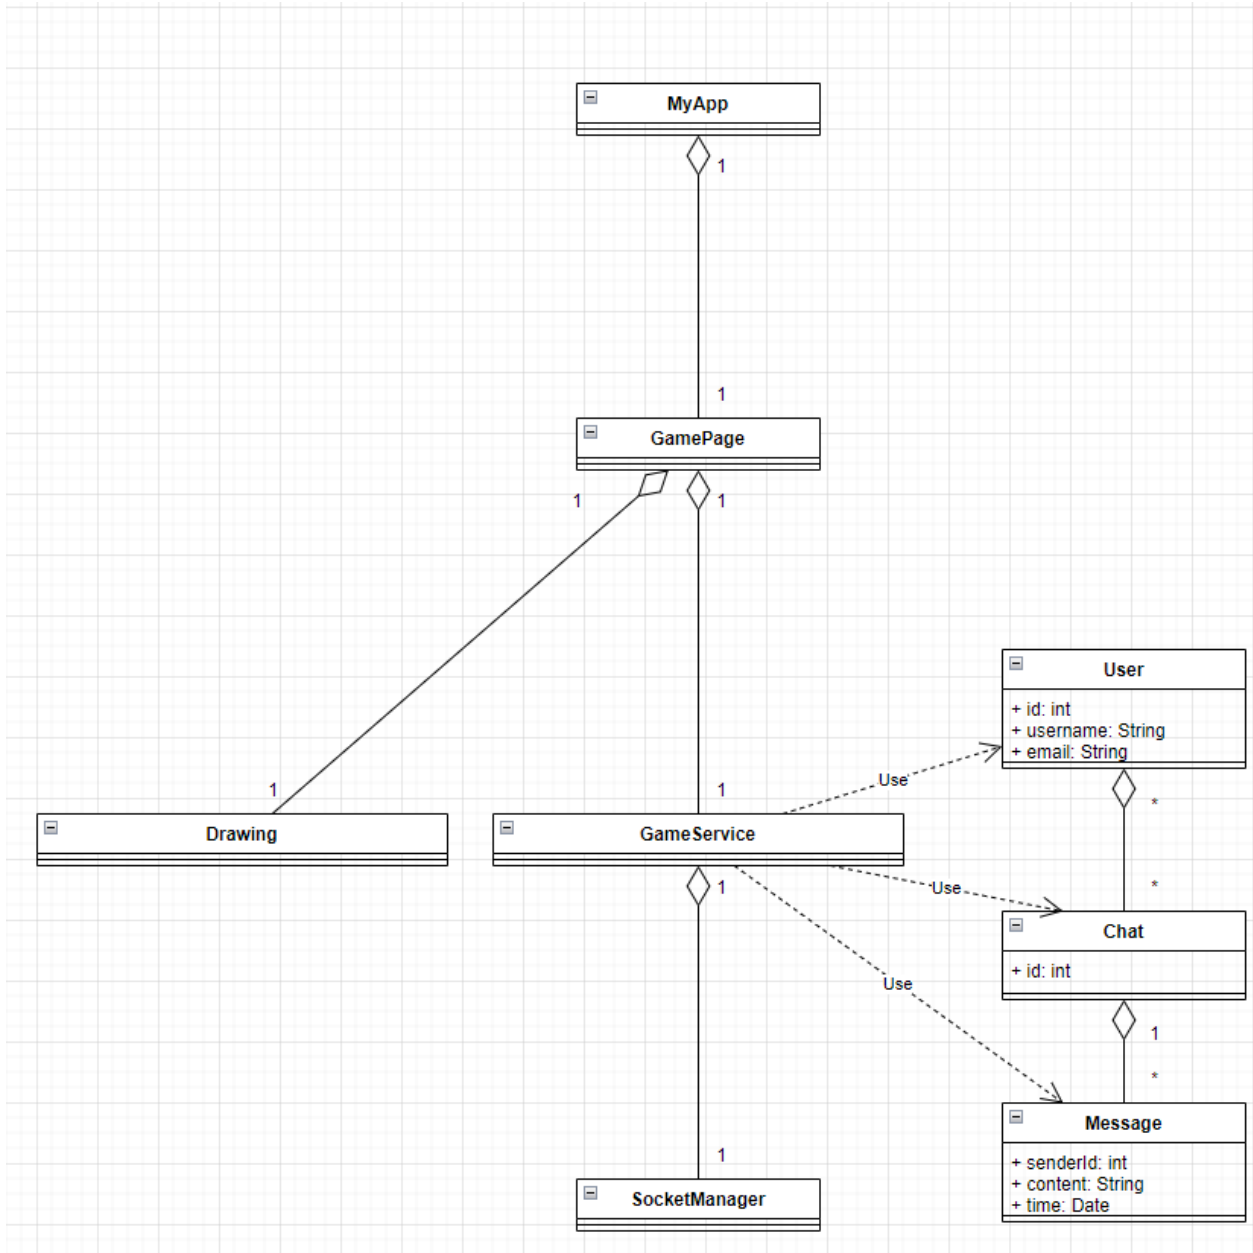 MyApp
1
1
GamePage
1
1
User
+ id: int
+ username: String
+ email: String
Use
1
1
*
Drawing
GameService
1
Use
*
Chat
+ id: int
Use
1
*
Message
+ senderId: int
+ content: String
+ time: Date
1
SocketManager